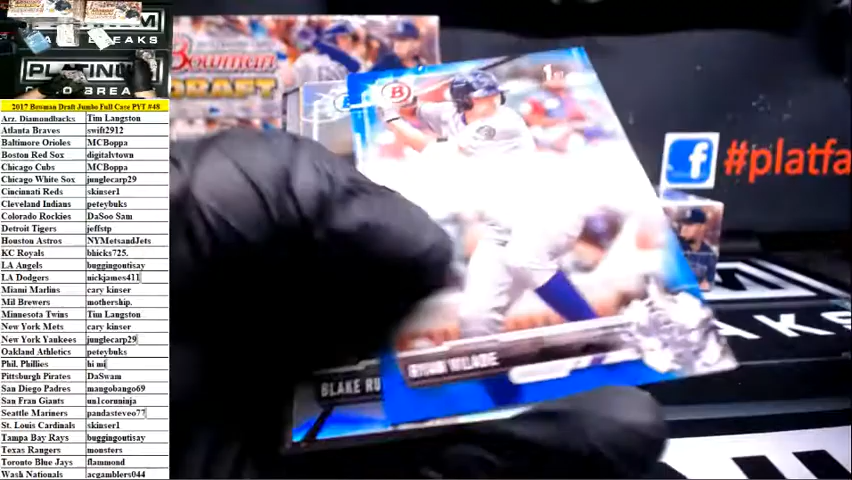 BREAKS
PLATINUM
2017 Bowman Draft Jumbo Full Case PYT #48
Arz. Diamondbacks Tim Langston
Atlanta Braves swift2912
Baltimore Orioles MCBoppa
Boston Red Sox digitaltown
Chicago Cubs MCBoppa
Chicago White Sox junglecarp29
Cincinnati Reds skinser1
Cleveland Indians peteybuks
Colorado Rockies DaSoo Sam
Detroit Tigers jeffstp
Houston Astros NYMetsandJets
KC Royals bhicks725.
LA Angels buggingoutisay
LA Dodgers nickjames411
Miami Marlins cary kinser
Mil Brewers mothership.
Minnesota Twins Tim Langston
New York Mets cary kinser
New York Yankees junglecarp29
Oakland Athletics peteybuks
Phil. Phillies hi mi
Pittsburgh Pirates DaSwam
San Diego Padres mangobango69
San Fran Giants un1corninja
Seattle Mariners pandasteveo77
St. Louis Cardinals skinser1
Tampa Bay Rays buggingoutisay
Texas Rangers monsters
Toronto Blue Jays flammond
Wash Nationals acgamblers044
Bowman
DRAFT
B
1st
BLAKE RU
f #platfa
AKS